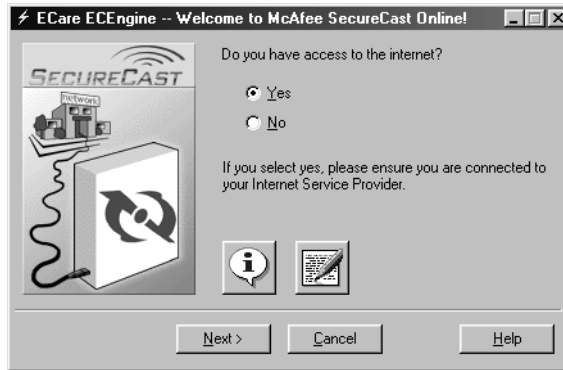 ECare ECEngine -- Welcome to McAfee SecureCast Online!
SECURECAST
network
Do you have access to the internet?
Yes
No
If you select yes, please ensure you are connected to
your Internet Service Provider.
i
Next >
Cancel
Help